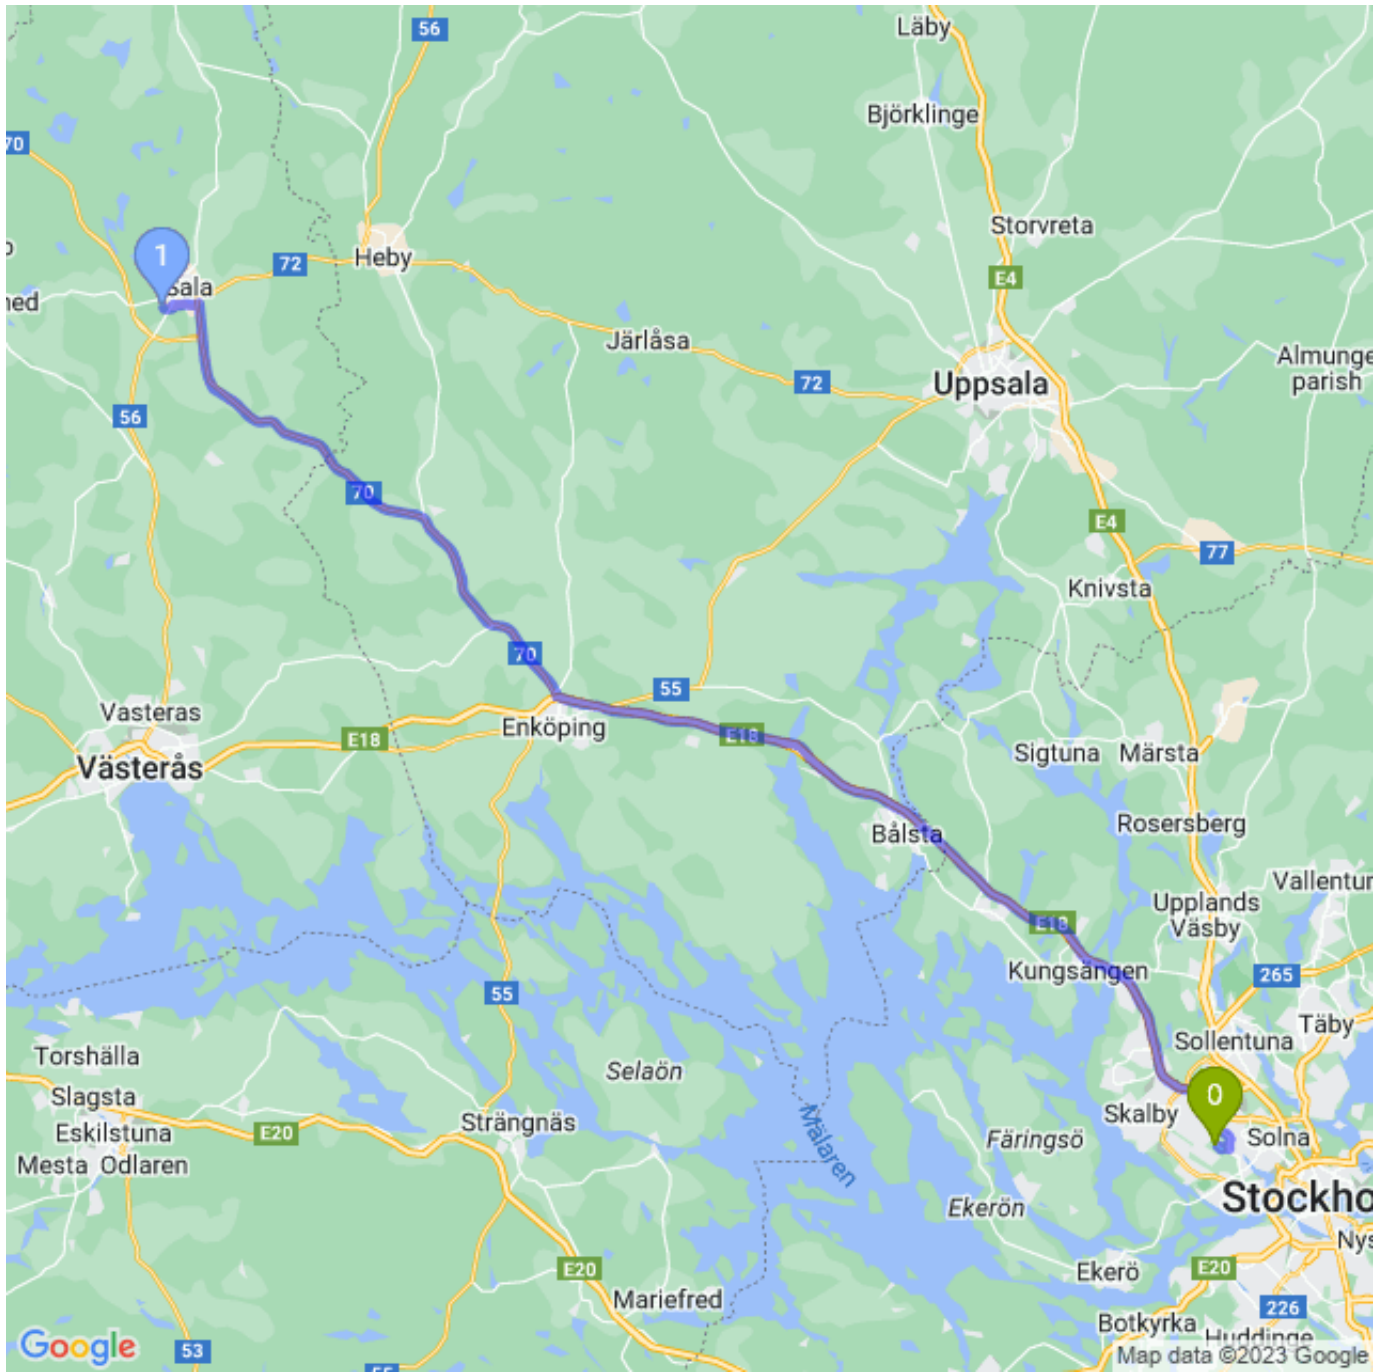 56
Läby
Björklinge
70
Storvreta
1
Heby
72
E4
Sala
Järlåsa
Almunge
parish
72
Uppsala
56
70
E4
77
Knivsta
70
55
Vasteras
Enköping
E18
E18
Västerås
Sigtuna
Märsta
Rosersberg
Bålsta
Vallentun
Upplands
Väsby
E18
Kungsängen
265
55
Täby
Torshälla
Sollentuna
Selaön
Slagsta
0
Skalby
Strängnäs
E20
Eskilstuna
Färingsö
Solna
Mesta
Odlaren
Mälaren
Stockho
Ekerön
Nys
E20
Ekerö
E20
Mariefred
226
Botkyrka
Huddinge
Google
53
55
Map data ©2023 Google